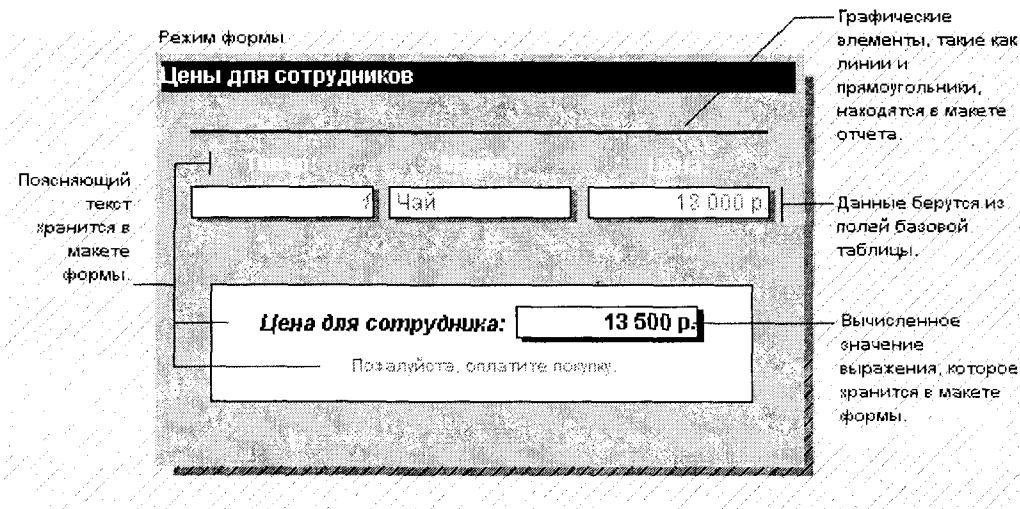 Режим формы
Цены для сотрудников
Графические
элементы, такие как
линии и
прямоугольники,
находятся в макете
отчета.
Поясняющий
текст
хранится в
макете
формы.
1 Чай
Данные берутся из
полей базовой
таблицы.
Цена для сотрудника: 13 500 р.
Пожалуйста, оплатите покупку.
Вычисленное
значение
выражения, которое
хранится в макете
формы.